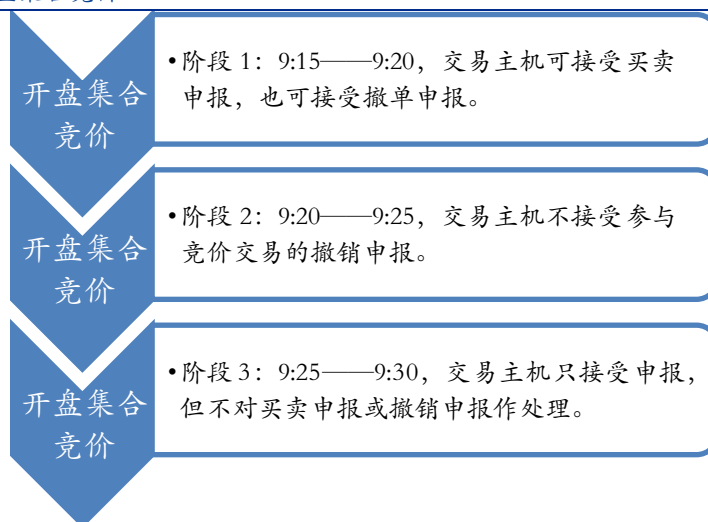 开盘集合
竞价
•阶段 1：9:15——9:20，交易主机可接受买卖
申报，也可接受撤单申报。
开盘集合
竞价
•阶段 2：9:20——9:25，交易主机不接受参与
竞价交易的撤销申报。
开盘集合
竞价
•阶段 3：9:25——9:30，交易主机只接受申报，
但不对买卖申报或撤销申报作处理。